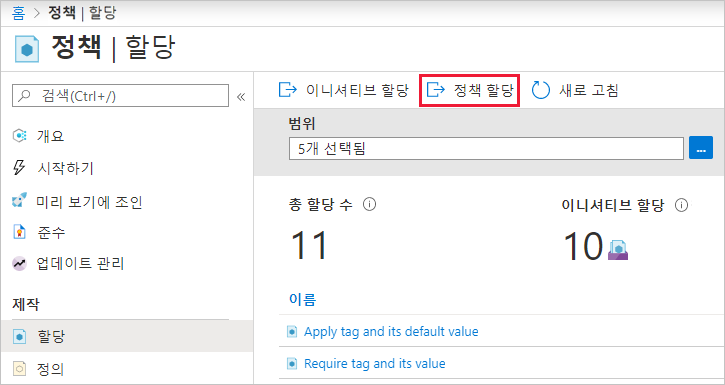 홈 > 정책 | 할당
정책 | 할당
검색(Ctrl+/)
«
개요
시작하기
미리 보기에 조인
준수
업데이트 관리
제작
할당
정의
이니셔티브 할당
정책 할당
새로 고침
범위
5개 선택됨
...
총 할당 수
11
이니셔티브 할당
10
이름
Apply tag and its default value
Require tag and its value